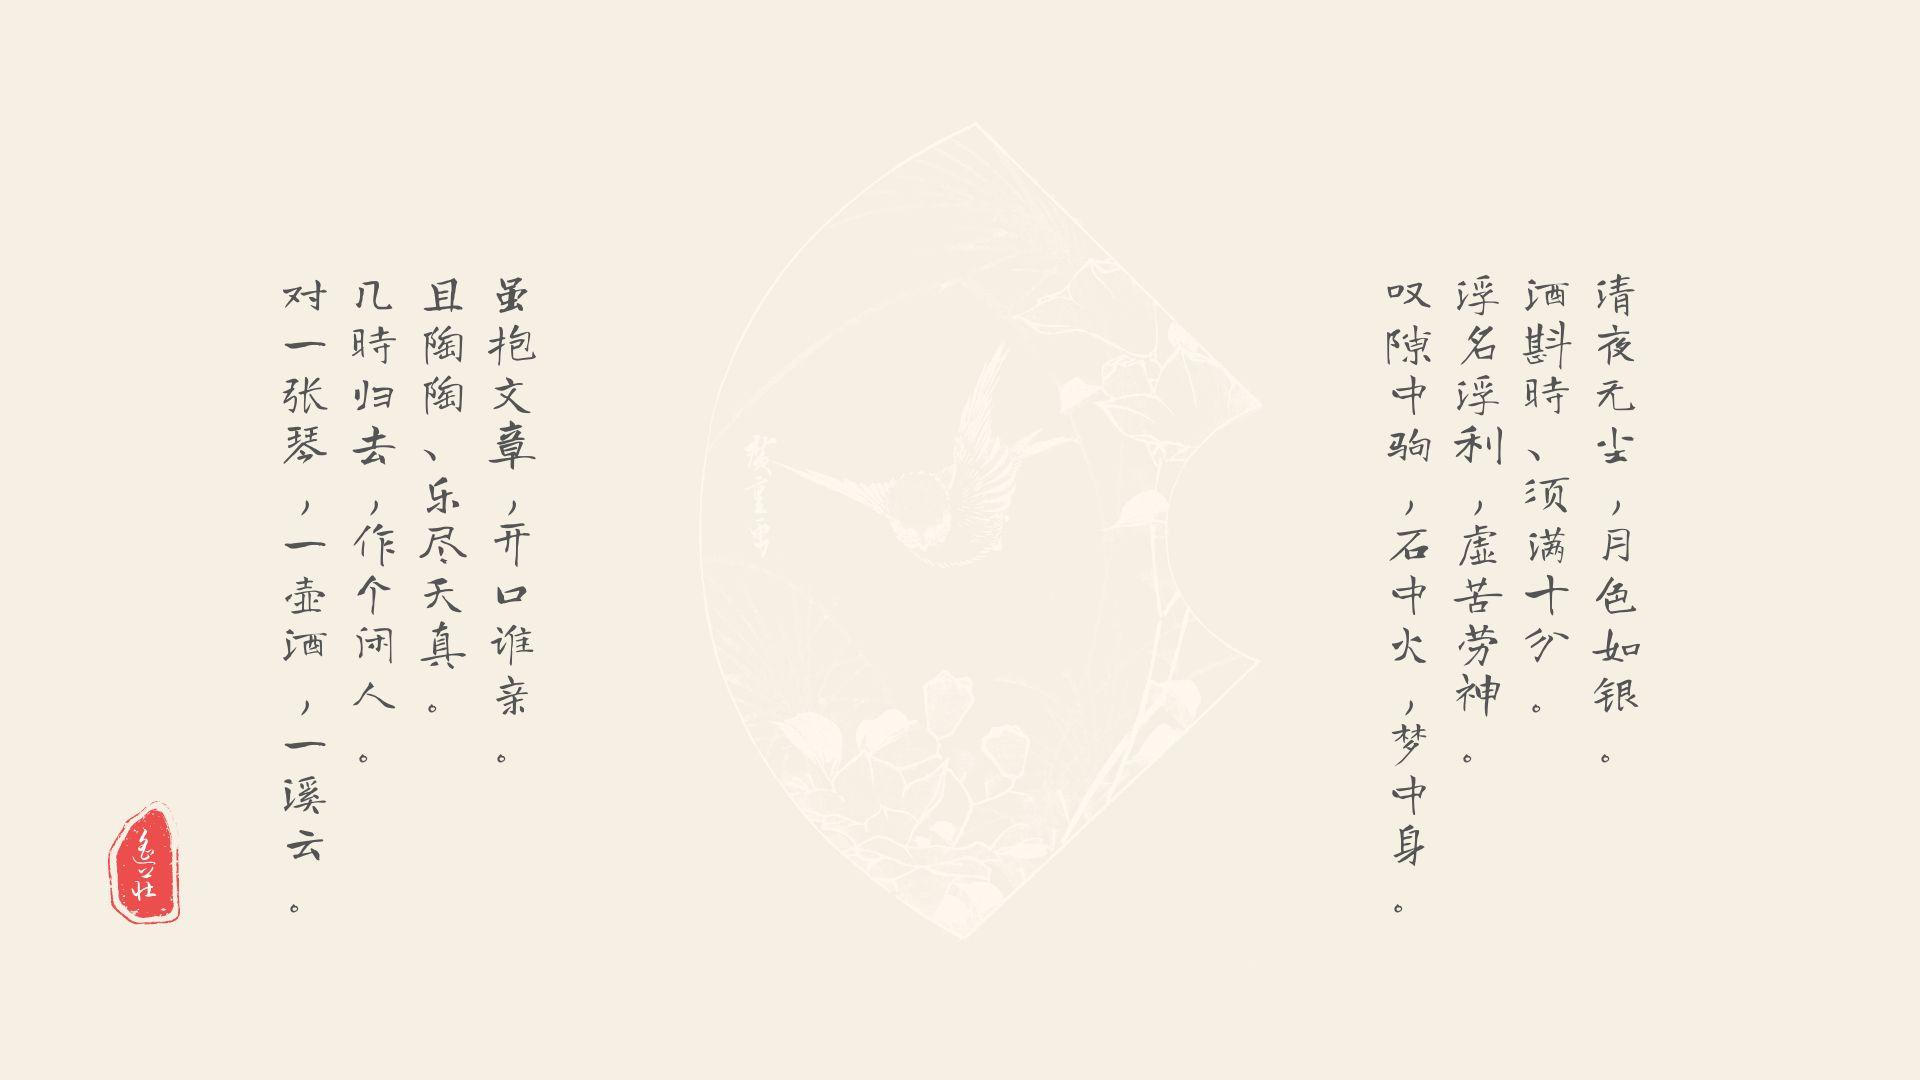 清夜无尘，月色如银。
酒斟時、须满十分。
浮名浮利，虚苦劳神。
叹隙中驹，石中火，梦中身。
虽抱文章，开口谁亲。
且陶陶、乐尽天真。
几時归去，作个闲人。
对一张琴，一壶酒，一溪云。